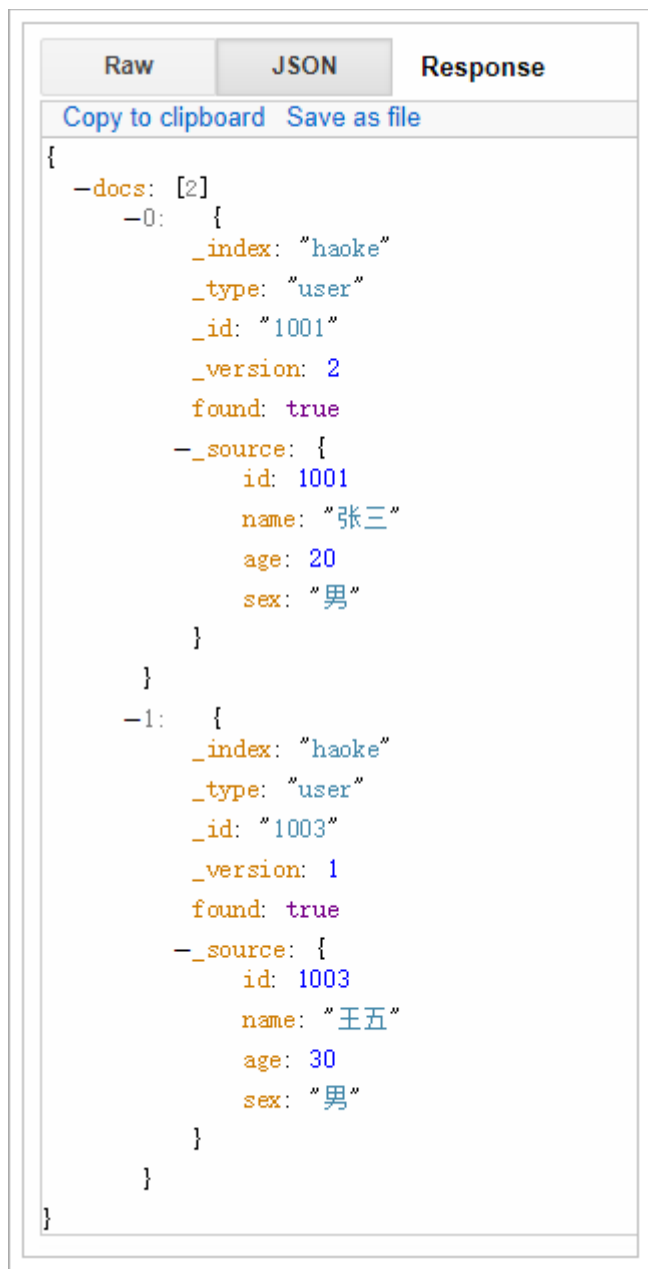 Raw JSON Response
Copy to clipboard Save as file
{
–docs: [2]
–0: {
_index: "haoke"
_type: "user"
_id: "1001"
_version: 2
found: true
–_source: {
id: 1001
name: "张三"
age: 20
sex: "男"
}
}
–1: {
_index: "haoke"
_type: "user"
_id: "1003"
_version: 1
found: true
–_source: {
id: 1003
name: "王五"
age: 30
sex: "男"
}
}
}